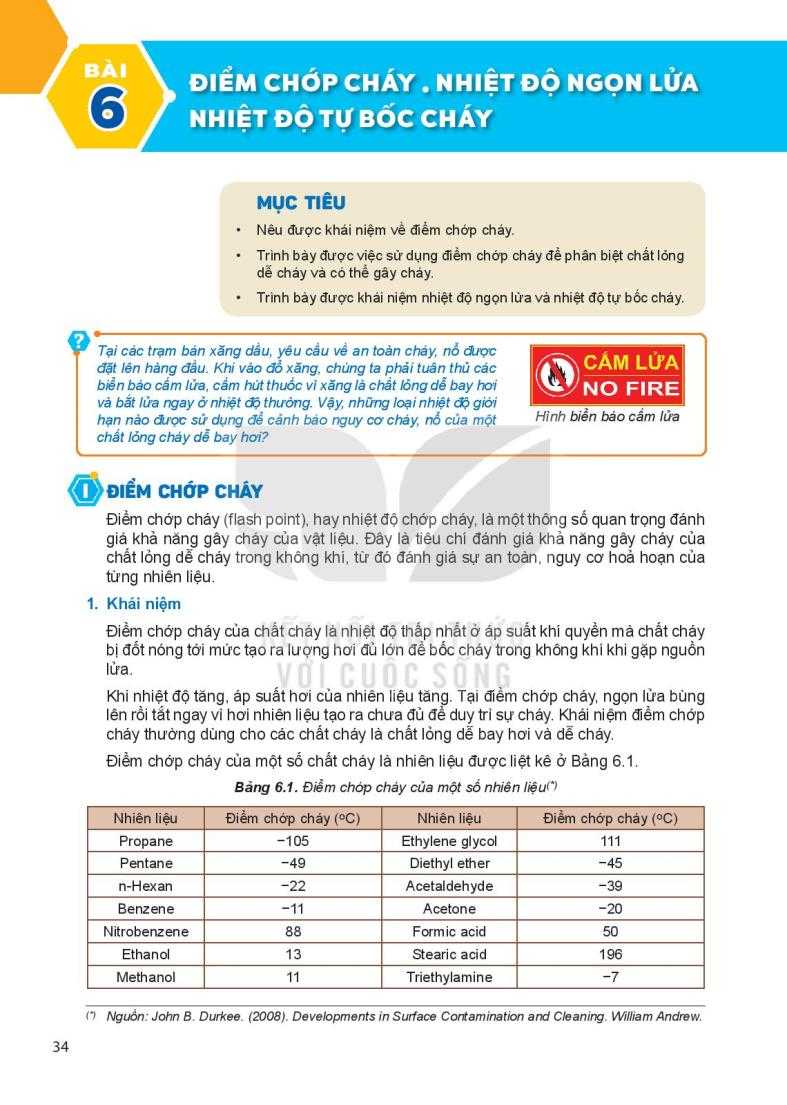 BÀI
6
ĐIỂM CHỚP CHÁY . NHIỆT ĐỘ NGỌN LỬA
NHIỆT ĐỘ TỰ BỐC CHÁY
MỤC TIÊU
• Nêu được khái niệm về điểm chớp cháy.
• Trình bày được việc sử dụng điểm chớp cháy để phân biệt chất lỏng
dễ cháy và có thể gây cháy.
• Trình bày được khái niệm nhiệt độ ngọn lửa và nhiệt độ tự bốc cháy.
?
Tại các trạm bán xăng dầu, yêu cầu về an toàn cháy, nổ được
đặt lên hàng đầu. Khi vào đổ xăng, chúng ta phải tuân thủ các
biển báo cấm lửa, cấm hút thuốc vì xăng là chất lỏng dễ bay hơi
và bắt lửa ngay ở nhiệt độ thường. Vậy, những loại nhiệt độ giới
hạn nào được sử dụng để cảnh báo nguy cơ cháy, nổ của một
chất lỏng cháy dễ bay hơi?
CẤM LỬA
NO FIRE
Hình biển báo cấm lửa
I ĐIỂM CHỚP CHÁY
Điểm chớp cháy (flash point), hay nhiệt độ chớp cháy, là một thông số quan trọng đánh
giá khả năng gây cháy của vật liệu. Đây là tiêu chí đánh giá khả năng gây cháy của
chất lỏng dễ cháy trong không khí, từ đó đánh giá sự an toàn, nguy cơ hoả hoạn của
từng nhiên liệu.
1. Khái niệm
Điểm chớp cháy của chất cháy là nhiệt độ thấp nhất ở áp suất khí quyển mà chất cháy
bị đốt nóng tới mức tạo ra lượng hơi đủ lớn để bốc cháy trong không khí khi gặp nguồn
lửa.
KẾT NỐI TRI THỨC
VỚI CUỘC SỐNG
Khi nhiệt độ tăng, áp suất hơi của nhiên liệu tăng. Tại điểm chớp cháy, ngọn lửa bùng
lên rồi tắt ngay vì hơi nhiên liệu tạo ra chưa đủ để duy trì sự cháy. Khái niệm điểm chớp
cháy thường dùng cho các chất cháy là chất lỏng dễ bay hơi và dễ cháy.
Điểm chớp cháy của một số chất cháy là nhiên liệu được liệt kê ở Bảng 6.1.
Bảng 6.1. Điểm chớp cháy của một số nhiên liệu(*)
Nhiên liệu Điểm chớp cháy (ºC) Nhiên liệu Điểm chớp cháy (ºC)
Propane −105 Ethylene glycol 111
Pentane −49 Diethyl ether −45
n-Hexan −22 Acetaldehyde −39
Benzene −11 Acetone −20
Nitrobenzene 88 Formic acid 50
Ethanol 13 Stearic acid 196
Methanol 11 Triethylamine −7
(*) Nguồn: John B. Durkee. (2008). Developments in Surface Contamination and Cleaning. William Andrew.
34